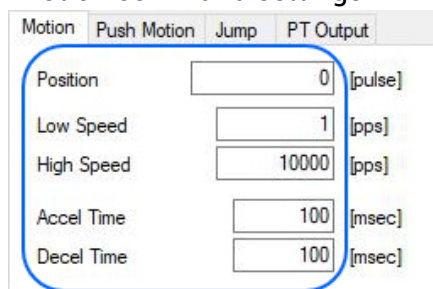 Motion Push Motion Jump PT Output
Position 0 [pulse]
Low Speed 1 [pps]
High Speed 10000 [pps]
Accel Time 100 [msec]
Decel Time 100 [msec]